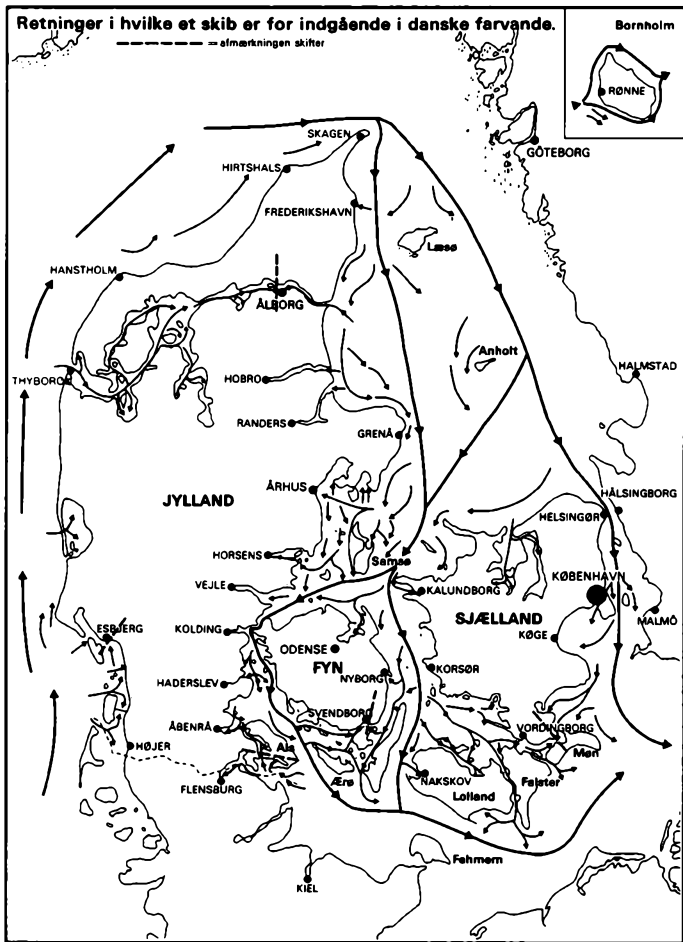 Retninger i hvilke et skib er for indgående i danske farvande.
= afmærkningen skifter
Bornholm
RØNNE
SKAGEN
GÖTEBORG
HIRTSHALS
FREDERIKSHAVN
Læsø
HANSTHOLM
ÅLBORG
Anholt
THYBORØN
HOBRO
HALMSTAD
RANDERS
GRENÅ
JYLLAND
ÅRHUS
HÄLSINGBORG
HELSINGØR
HORSENS
Samsø
KØBENHAVN
VEJLE
KALUNDBORG
SJÆLLAND
MALMÖ
ESBJERG
KOLDING
KØGE
ODENSE
FYN
NYBORG
KORSØR
HADERSLEV
SVENDBORG
ÅBENRÅ
VORDINGBORG
HØJER
Als
Møn
FLENSBURG
Ærø
NAKSKOV
Falster
Lolland
Fehmern
KIEL